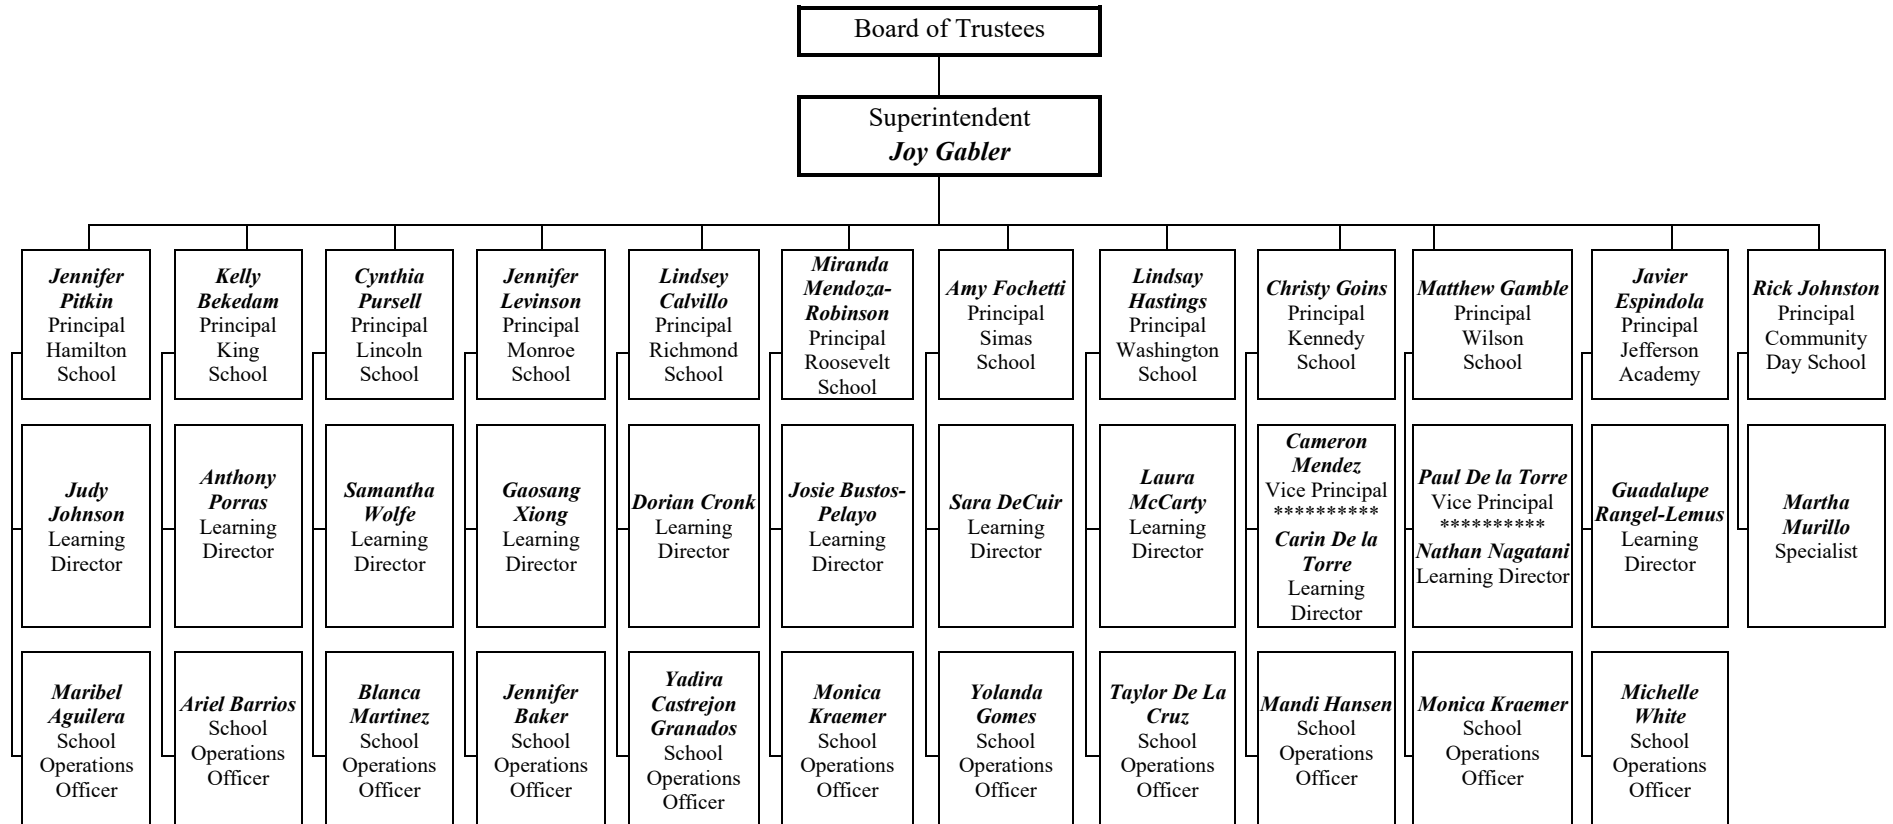 Board of Trustees
Superintendent
Joy Gabler
Jennifer
Pitkin
Principal
Hamilton
School
Kelly
Bekedam
Principal
King
School
Cynthia
Pursell
Principal
Lincoln
School
Jennifer
Levinson
Principal
Monroe
School
Lindsey
Calvillo
Principal
Richmond
School
Miranda
Mendoza-
Robinson
Principal
Roosevelt
School
Amy Fochetti
Principal
Simas
School
Lindsay
Hastings
Principal
Washington
School
Christy Goins
Principal
Kennedy
School
Matthew Gamble
Principal
Wilson
School
Javier
Espindola
Principal
Jefferson
Academy
Rick Johnston
Principal
Community
Day School
Judy
Johnson
Learning
Director
Anthony
Porras
Learning
Director
Samantha
Wolfe
Learning
Director
Gaosang
Xiong
Learning
Director
Dorian Cronk
Learning
Director
Josie Bustos-
Pelayo
Learning
Director
Sara DeCuir
Learning
Director
Laura
McCarty
Learning
Director
Cameron
Mendez
Vice Principal
**********
Carin De la
Torre
Learning
Director
Paul De la Torre
Vice Principal
**********
Nathan Nagatani
Learning Director
Guadalupe
Rangel-Lemus
Learning
Director
Martha
Murillo
Specialist
Maribel
Aguilera
School
Operations
Officer
Ariel Barrios
School
Operations
Officer
Blanca
Martinez
School
Operations
Officer
Jennifer
Baker
School
Operations
Officer
Yadira
Castrejon
Granados
School
Operations
Officer
Monica
Kraemer
School
Operations
Officer
Yolanda
Gomes
School
Operations
Officer
Taylor De La
Cruz
School
Operations
Officer
Mandi Hansen
School
Operations
Officer
Monica Kraemer
School
Operations
Officer
Michelle
White
School
Operations
Officer